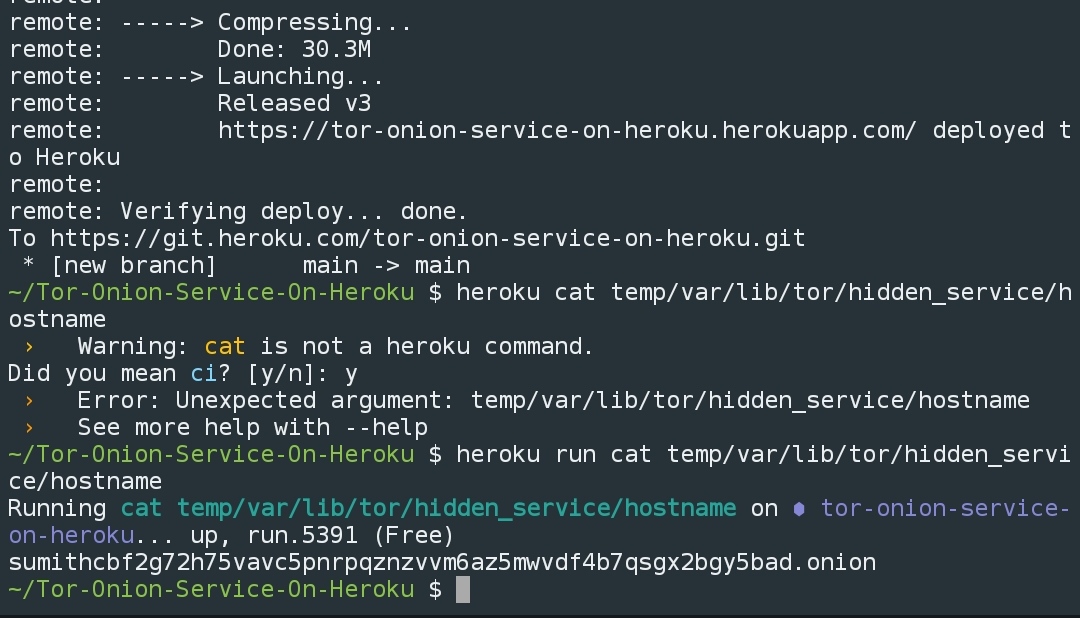 remote:
remote: -----> Compressing...
remote:        Done: 30.3M
remote: -----> Launching...
remote:        Released v3
remote:        https://tor-onion-service-on-heroku.herokuapp.com/ deployed t
o Heroku
remote:
remote: Verifying deploy... done.
To https://git.heroku.com/tor-onion-service-on-heroku.git
 * [new branch]      main -> main
~/Tor-Onion-Service-On-Heroku $ heroku cat temp/var/lib/tor/hidden_service/h
ostname
 ›   Warning: cat is not a heroku command.
Did you mean ci? [y/n]: y
 ›   Error: Unexpected argument: temp/var/lib/tor/hidden_service/hostname
 ›   See more help with --help
~/Tor-Onion-Service-On-Heroku $ heroku run cat temp/var/lib/tor/hidden_servi
ce/hostname
Running cat temp/var/lib/tor/hidden_service/hostname on ⬢ tor-onion-service-
on-heroku... up, run.5391 (Free)
sumithcbf2g72h75vavc5pnrpqznzvvm6az5mwvdf4b7qsgx2bgy5bad.onion
~/Tor-Onion-Service-On-Heroku $